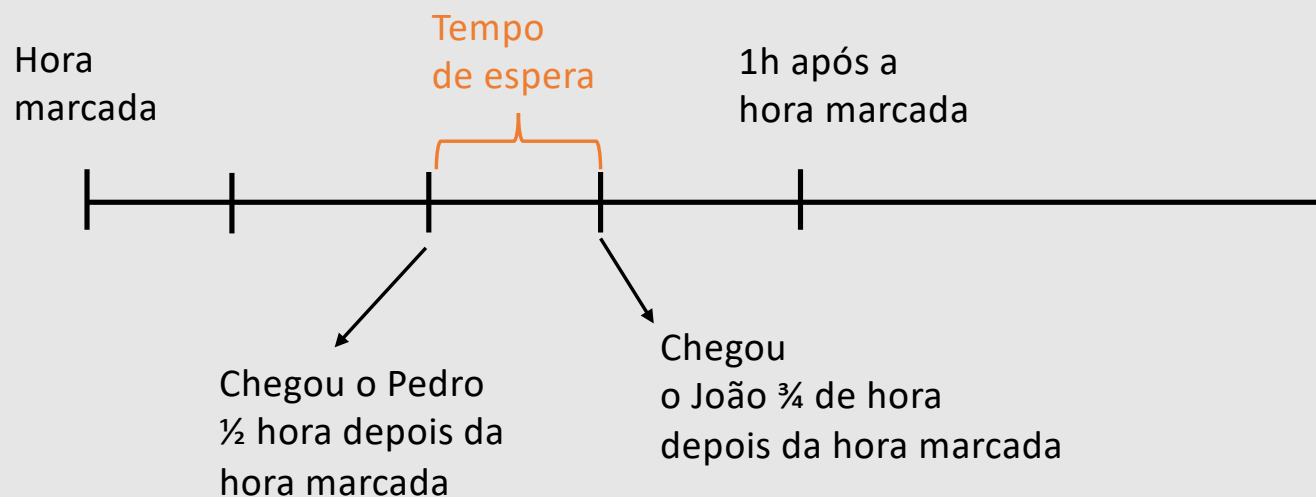 Hora
marcada
Tempo
de espera
1h após a
hora marcada
Chegou o Pedro
½ hora depois da
hora marcada
Chegou
o João ¾ de hora
depois da hora marcada